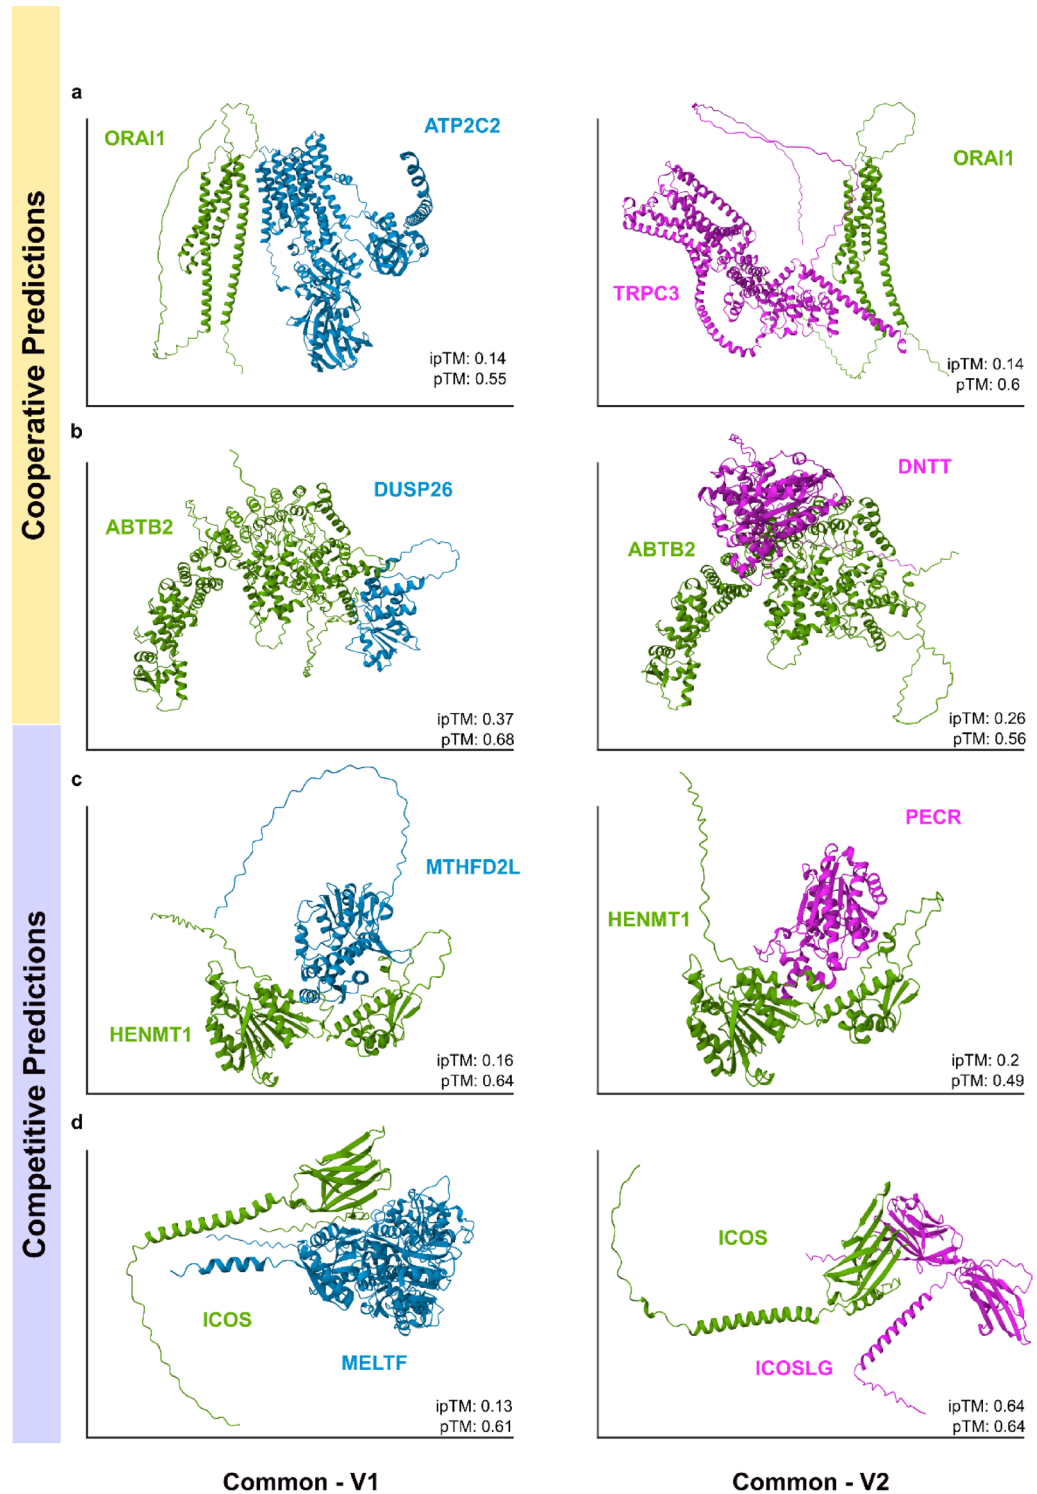 Cooperative Predictions
a
ORAI1
ATP2C2
ipTM: 0.14
pTM: 0.55
ORAI1
TRPC3
ipTM: 0.14
pTM: 0.6
b
ABTB2
DUSP26
ipTM: 0.37
pTM: 0.68
DNTT
ABTB2
ipTM: 0.26
pTM: 0.56
Competitive Predictions
c
MTHFD2L
HENMT1
ipTM: 0.16
pTM: 0.64
PECR
HENMT1
ipTM: 0.2
pTM: 0.49
d
ICOS
MELTF
ipTM: 0.13
pTM: 0.61
ICOS
ICOSLG
ipTM: 0.64
pTM: 0.64
Common - V1
Common - V2